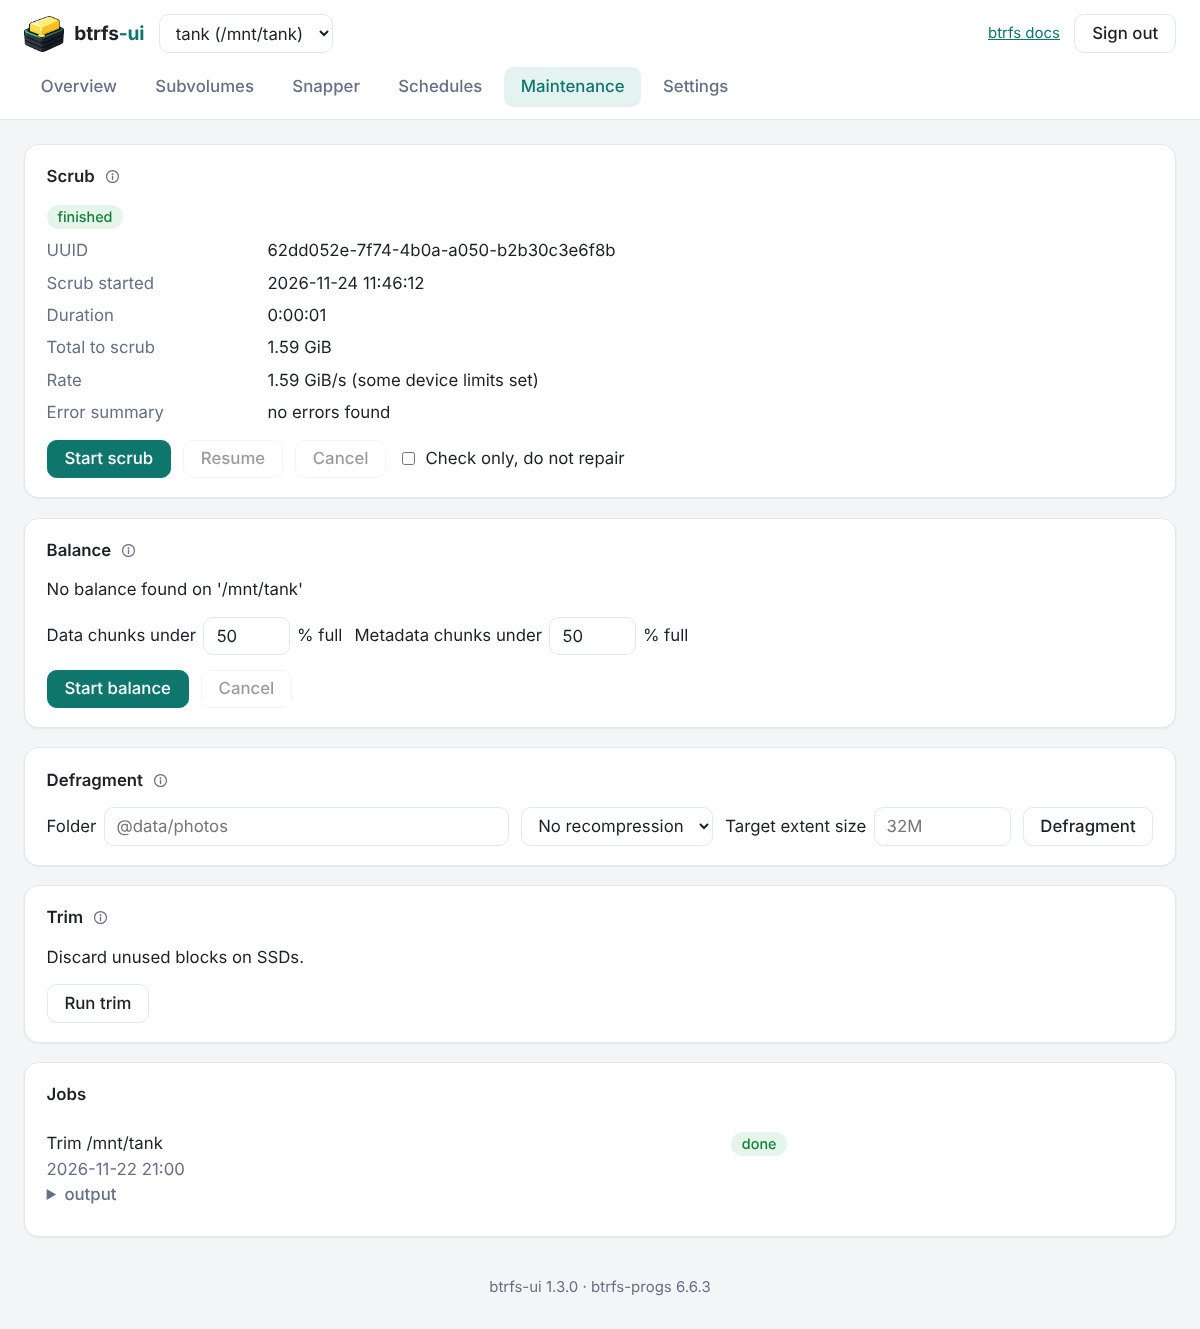 btrfs-ui tank (/mnt/tank) btrfs docs Sign out
Overview Subvolumes Snapper Schedules Maintenance Settings
Scrub
finished
UUID 62dd052e-7f74-4b0a-a050-b2b30c3e6f8b
Scrub started 2026-11-24 11:46:12
Duration 0:00:01
Total to scrub 1.59 GiB
Rate 1.59 GiB/s (some device limits set)
Error summary no errors found
Start scrub Resume Cancel Check only, do not repair
Balance
No balance found on '/mnt/tank'
Data chunks under 50 % full Metadata chunks under 50 % full
Start balance Cancel
Defragment
Folder @data/photos No recompression Target extent size 32M Defragment
Trim
Discard unused blocks on SSDs.
Run trim
Jobs
Trim /mnt/tank done
2026-11-22 21:00
output
btrfs-ui 1.3.0 · btrfs-progs 6.6.3